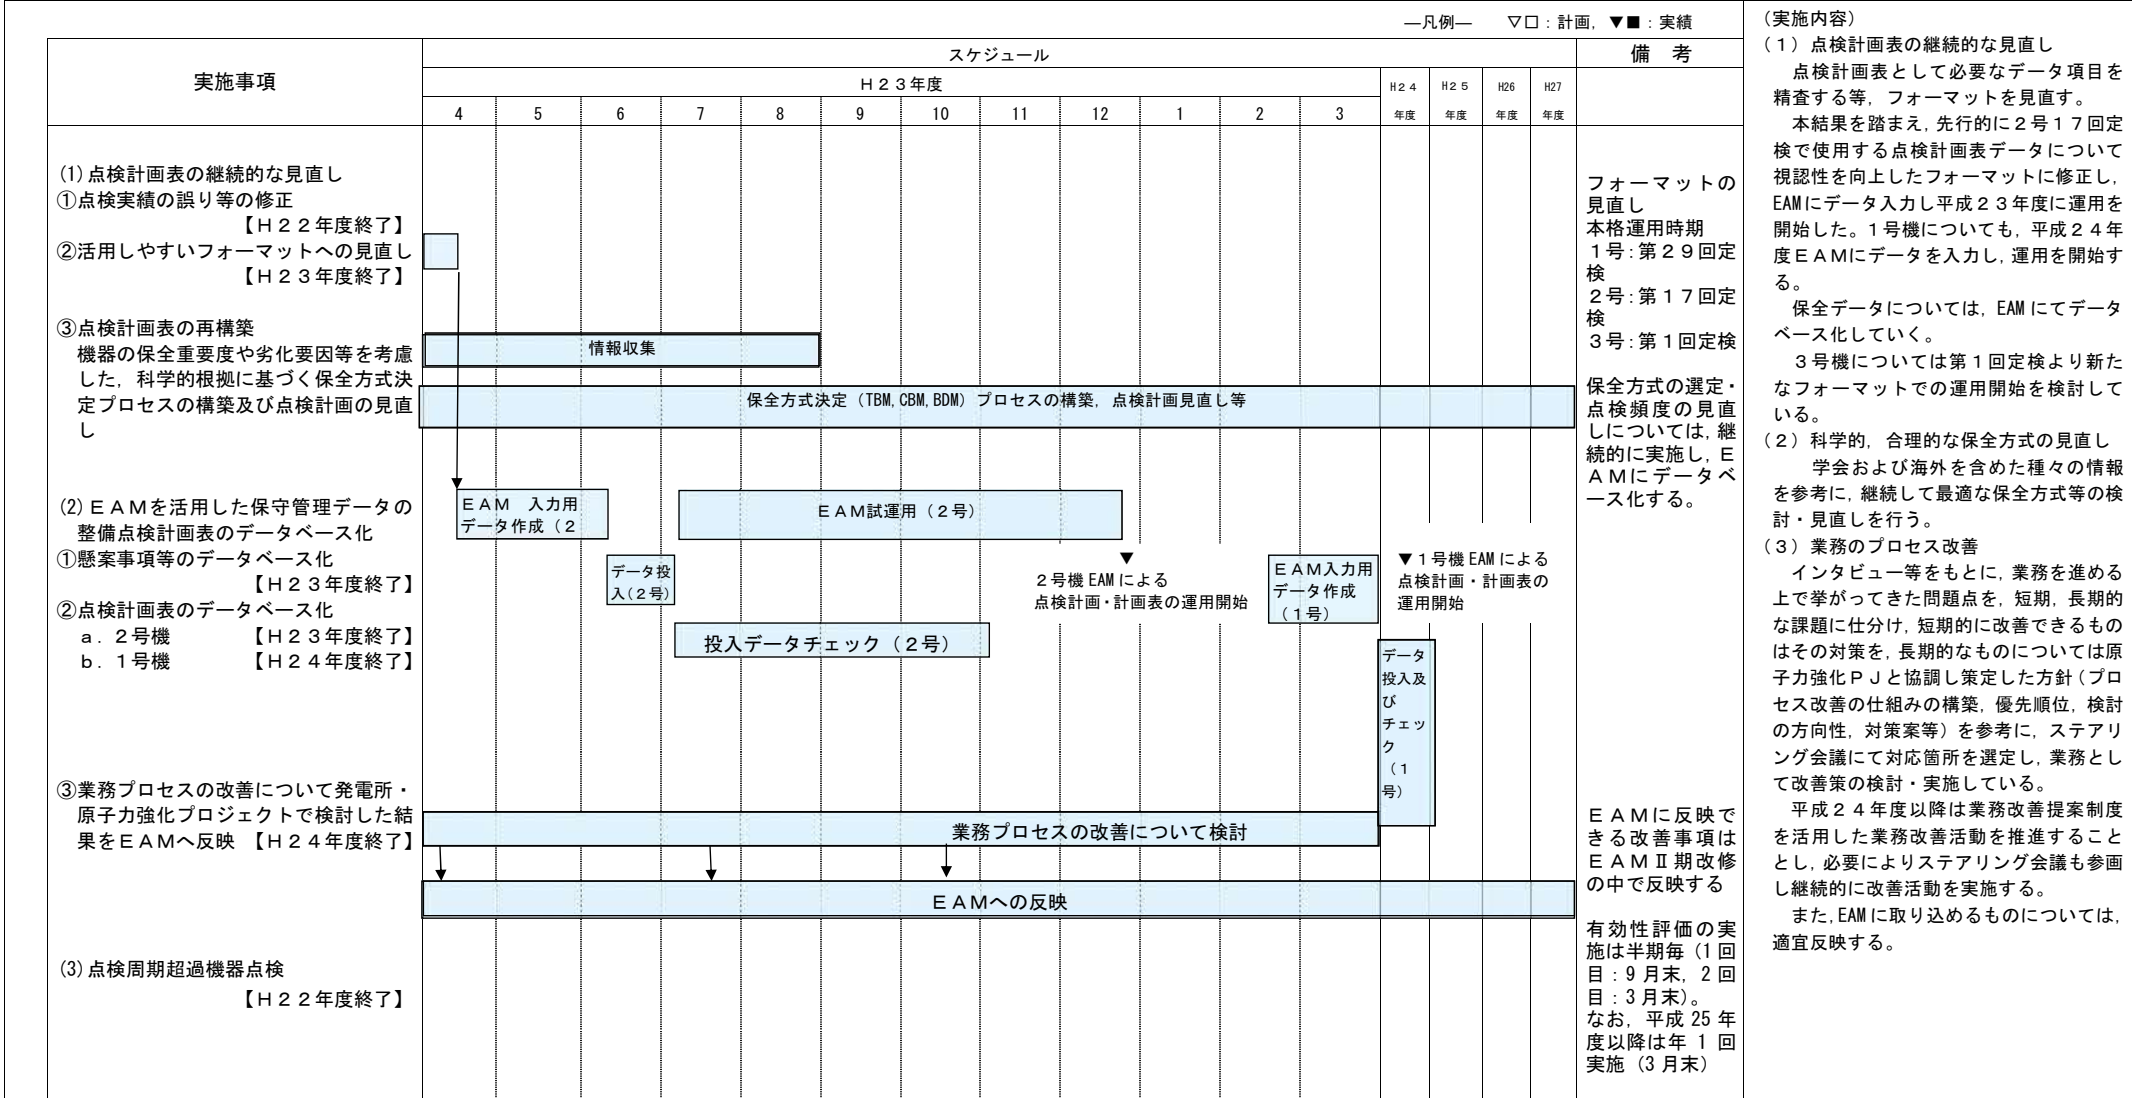 ―凡例― ▽□：計画，▼■：実績
実施事項
スケジュール
備 考
Ｈ２３年度
H２４年度
H２５年度
H26年度
H27年度
4 5 6 7 8 9 10 11 12 1 2 3
(1)点検計画表の継続的な見直し
①点検実績の誤り等の修正
【Ｈ２２年度終了】
②活用しやすいフォーマットへの見直し
【Ｈ２３年度終了】
③点検計画表の再構築
機器の保全重要度や劣化要因等を考慮
した，科学的根拠に基づく保全方式決
定プロセスの構築及び点検計画の見直
し
(2)ＥＡＭを活用した保守管理データの
整備点検計画表のデータベース化
①懸案事項等のデータベース化
【Ｈ２３年度終了】
②点検計画表のデータベース化
ａ．２号機 【Ｈ２３年度終了】
ｂ．１号機 【Ｈ２４年度終了】
③業務プロセスの改善について発電所・
原子力強化プロジェクトで検討した結
果をＥＡＭへ反映 【Ｈ２４年度終了】
(3)点検周期超過機器点検
【Ｈ２２年度終了】
情報収集
保全方式決定（TBM,CBM,BDM）プロセスの構築，点検計画見直し等
ＥＡＭ 入力用
データ作成（２
ＥＡＭ試運用（２号）
データ投
入(２号)
▼
２号機 EAM による
点検計画・計画表の運用開始
ＥＡＭ入力用
データ作成
（１号）
▼１号機 EAM による
点検計画・計画表の
運用開始
投入データチェック（２号）
データ
投入及
び
チェッ
ク
（１
号）
業務プロセスの改善について検討
ＥＡＭへの反映
フォーマットの
見直し
本格運用時期
１号：第２９回定
検
２号：第１７回定
検
３号：第１回定検
保全方式の選定・
点検頻度の見直
しについては，継
続的に実施し，Ｅ
ＡＭにデータベ
ース化する。
ＥＡＭに反映で
きる改善事項は
ＥＡＭⅡ期改修
の中で反映する
有効性評価の実
施は半期毎（1 回
目：9 月末，2 回
目：3 月末）。
なお，平成 25 年
度以降は年 1 回
実施（3 月末）
（実施内容）
（１）点検計画表の継続的な見直し
点検計画表として必要なデータ項目を
精査する等，フォーマットを見直す。
本結果を踏まえ，先行的に２号１７回定
検で使用する点検計画表データについて
視認性を向上したフォーマットに修正し，
EAM にデータ入力し平成２３年度に運用を
開始した。１号機についても，平成２４年
度ＥＡＭにデータを入力し，運用を開始す
る。
保全データについては，EAM にてデータ
ベース化していく。
３号機については第１回定検より新た
なフォーマットでの運用開始を検討して
いる。
（２）科学的，合理的な保全方式の見直し
学会および海外を含めた種々の情報
を参考に，継続して最適な保全方式等の検
討・見直しを行う。
（３）業務のプロセス改善
インタビュー等をもとに，業務を進める
上で挙がってきた問題点を，短期，長期的
な課題に仕分け，短期的に改善できるもの
はその対策を，長期的なものについては原
子力強化ＰＪと協調し策定した方針（プロ
セス改善の仕組みの構築，優先順位，検討
の方向性，対策案等）を参考に，ステアリ
ング会議にて対応箇所を選定し，業務とし
て改善策の検討・実施している。
平成２４年度以降は業務改善提案制度
を活用した業務改善活動を推進すること
とし，必要によりステアリング会議も参画
し継続的に改善活動を実施する。
また，EAM に取り込めるものについては，
適宜反映する。